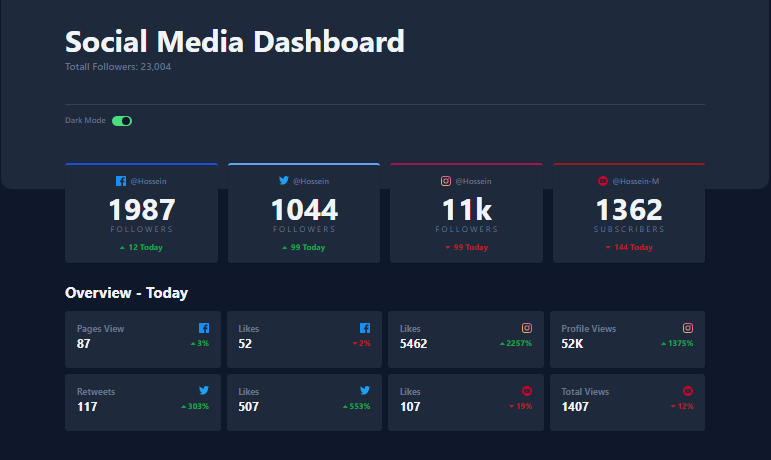 Social Media Dashboard
Totall Followers: 23,004
Dark Mode
@Hossein
1987
FOLLOWERS
12 Today
@Hossein
1044
FOLLOWERS
99 Today
@Hossein
11k
FOLLOWERS
99 Today
@Hossein-M
1362
SUBSCRIBERS
144 Today
Overview - Today
Pages View
87
3%
Likes
52
2%
Likes
5462
2257%
Profile Views
52K
1375%
Retweets
117
303%
Likes
507
553%
Likes
107
19%
Total Views
1407
12%